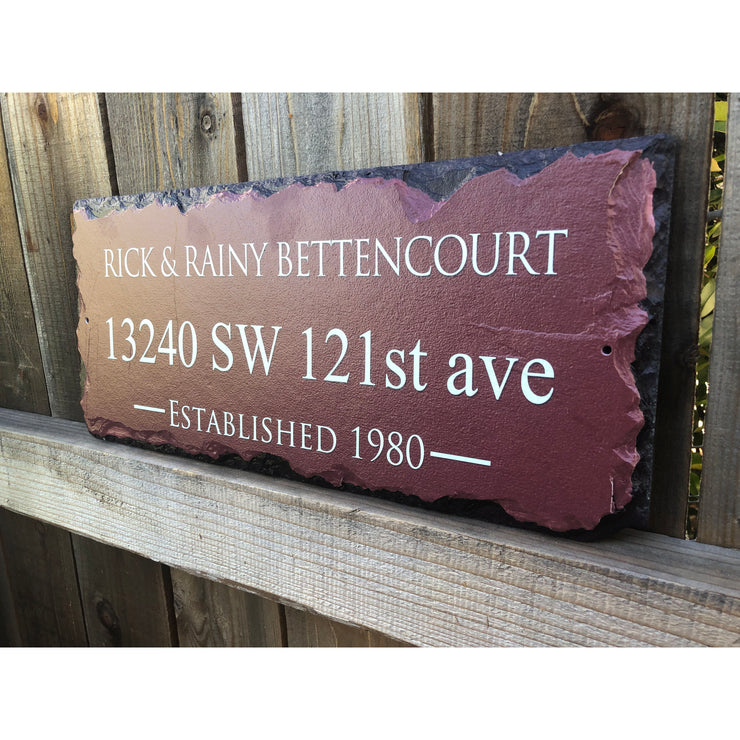 RICK & RAINY BETTENCOURT
13240 SW 121st ave
—ESTABLISHED 1980—